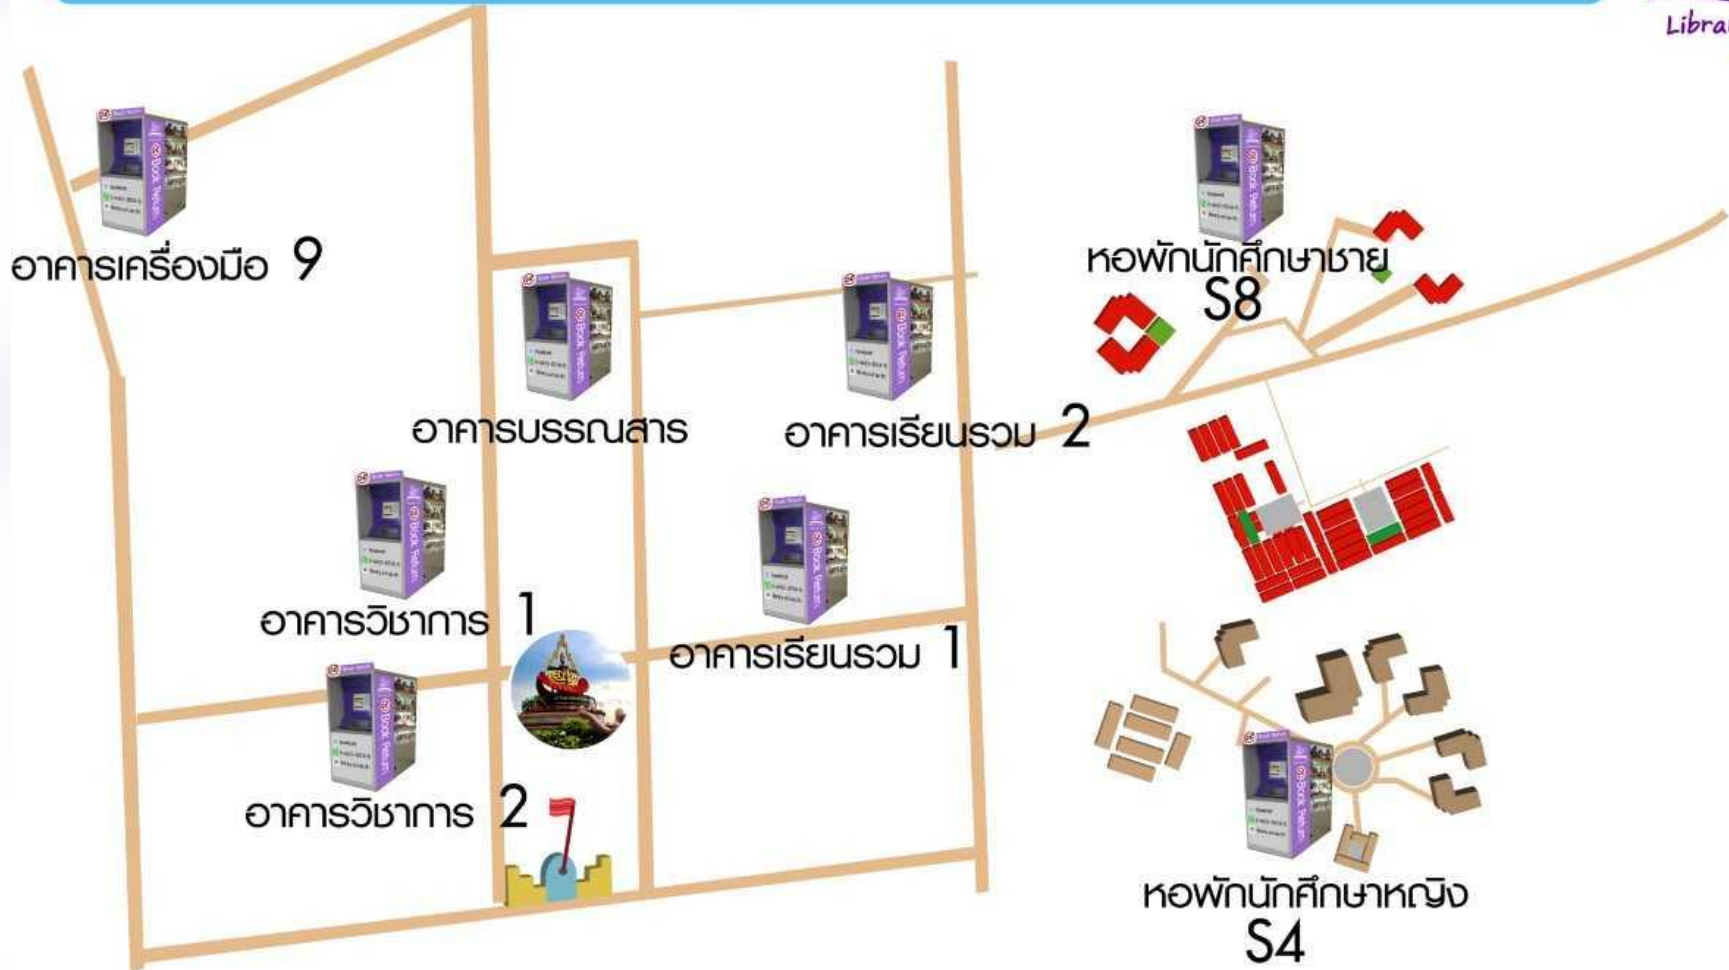 Book Return
หอพักนักศึกษาชาย
S8
อาคารเครื่องมือ 9
อาคารบรรณสาร
อาคารเรียนรวม 2
อาคารวิชาการ 1
อาคารเรียนรวม 1
อาคารวิชาการ 2
หอพักนักศึกษาหญิง
S4